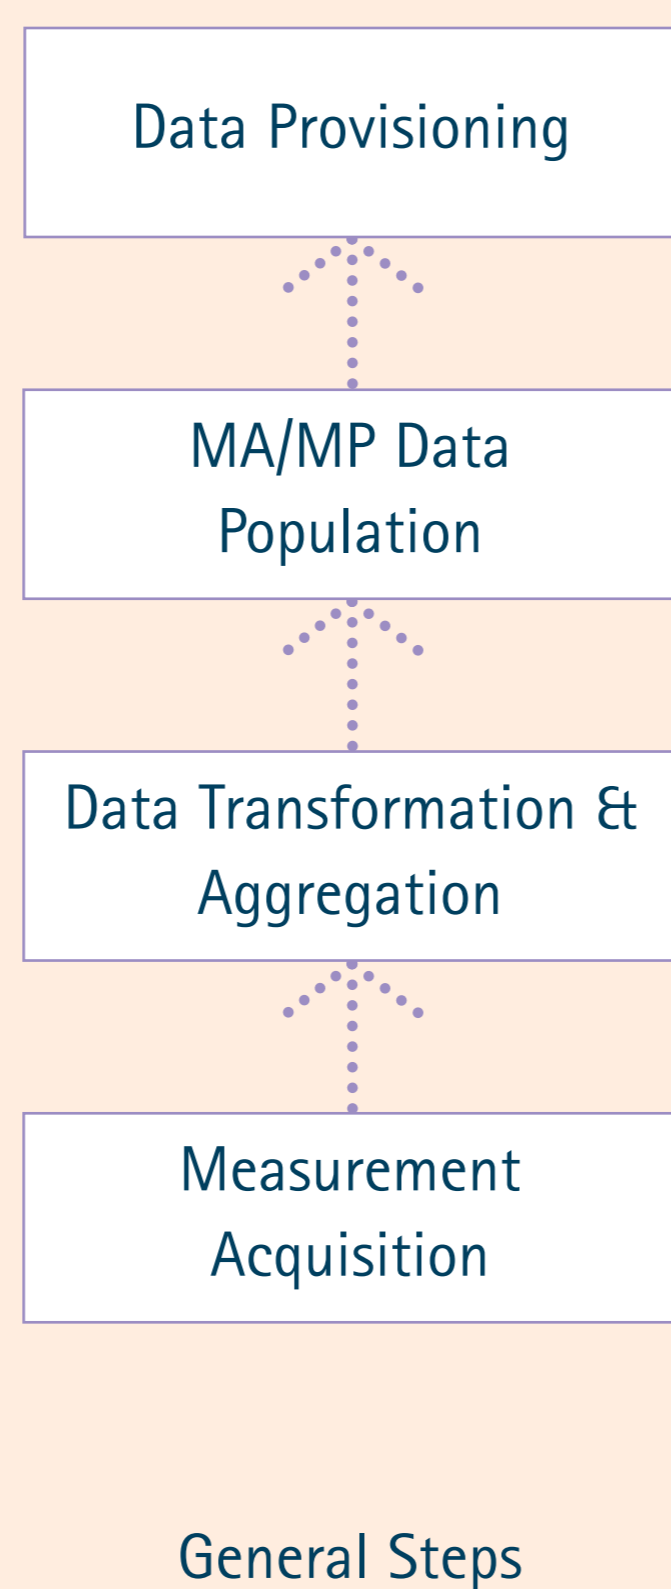 Data Provisioning
MA/MP Data
Population
Data Transformation &
Aggregation
Measurement
Acquisition
General Steps